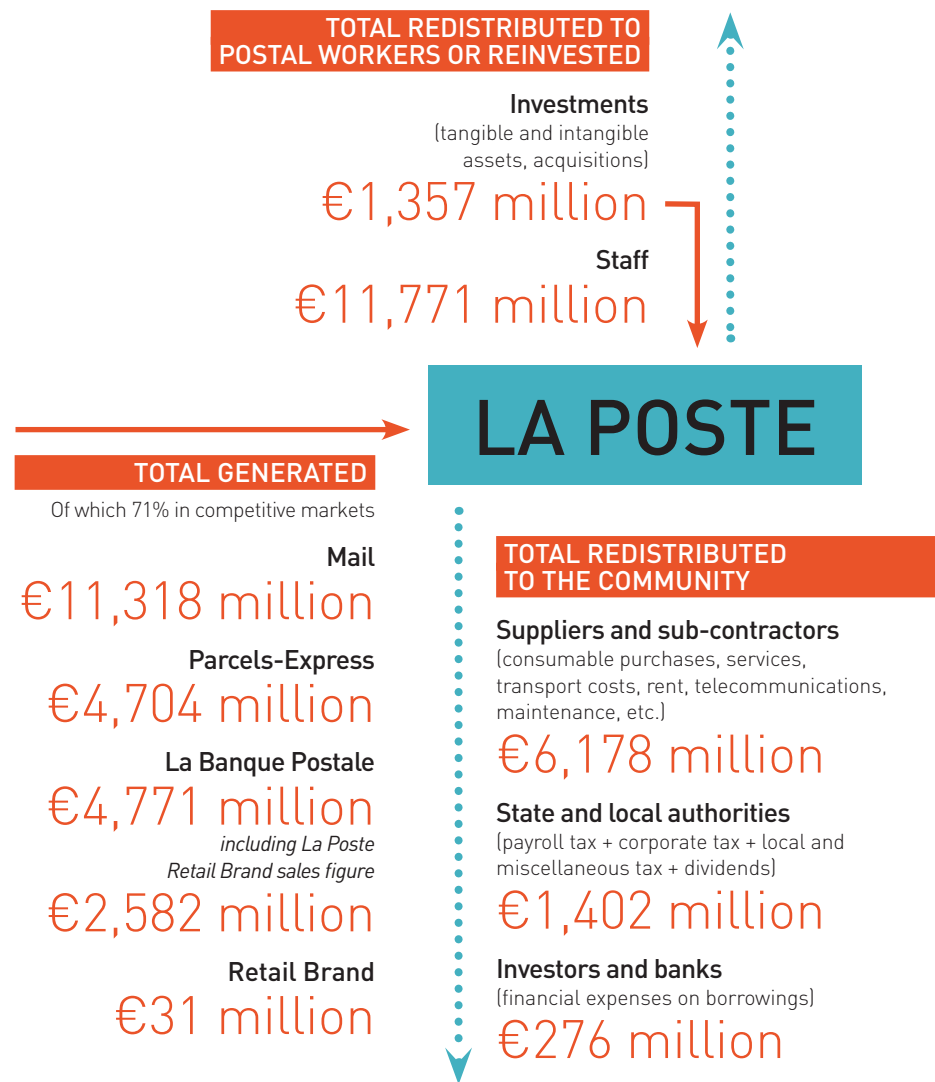 TOTAL REDISTRIBUTED TO
POSTAL WORKERS OR REINVESTED
Investments
(tangible and intangible
assets, acquisitions)
€1,357 million
Staff
€11,771 million
LA POSTE
TOTAL GENERATED
Of which 71% in competitive markets
Mail
€11,318 million
Parcels-Express
€4,704 million
La Banque Postale
€4,771 million
including La Poste
Retail Brand sales figure
€2,582 million
Retail Brand
€31 million
TOTAL REDISTRIBUTED
TO THE COMMUNITY
Suppliers and sub-contractors
(consumable purchases, services,
transport costs, rent, telecommunications,
maintenance, etc.)
€6,178 million
State and local authorities
(payroll tax + corporate tax + local and
miscellaneous tax + dividends)
€1,402 million
Investors and banks
(financial expenses on borrowings)
€276 million